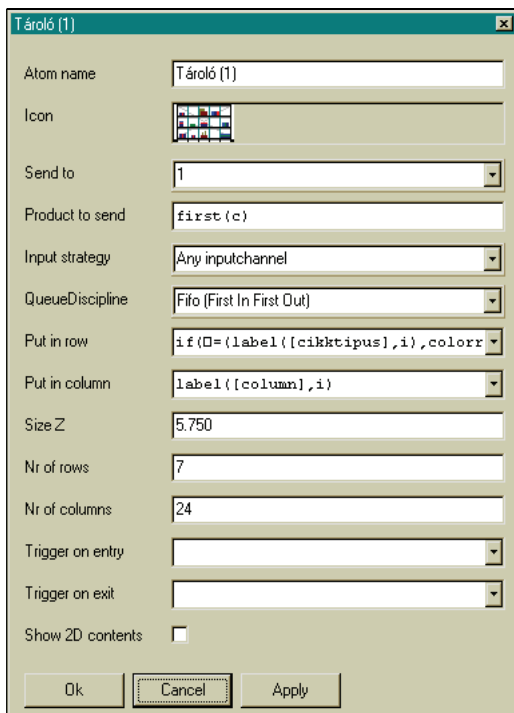 Tároló (1)
Atom name Tároló (1)
Icon
Send to 1
Product to send first(c)
Input strategy Any inputchannel
QueueDiscipline Fifo (First In First Out)
Put in row if(□=(label([cikktipus],i),colorr
Put in column label([column],i)
Size Z 5.750
Nr of rows 7
Nr of columns 24
Trigger on entry
Trigger on exit
Show 2D contents
Ok Cancel Apply